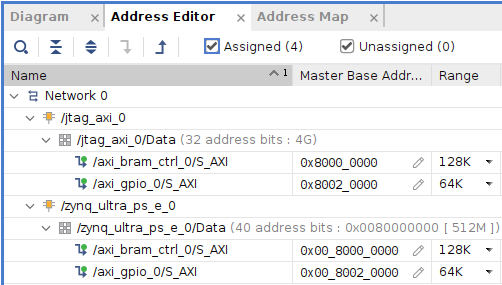 Diagram × Address Editor × Address Map ×
Assigned (4) Unassigned (0)
Name ^1 Master Base Addr... Range
Network 0
/jtag_axi_0
/jtag_axi_0/Data (32 address bits : 4G)
/axi_bram_ctrl_0/S_AXI 0x8000_0000 128K
/axi_gpio_0/S_AXI 0x8002_0000 64K
/zynq_ultra_ps_e_0
/zynq_ultra_ps_e_0/Data (40 address bits : 0x0080000000 [ 512M ])
/axi_bram_ctrl_0/S_AXI 0x00_8000_0000 128K
/axi_gpio_0/S_AXI 0x00_8002_0000 64K